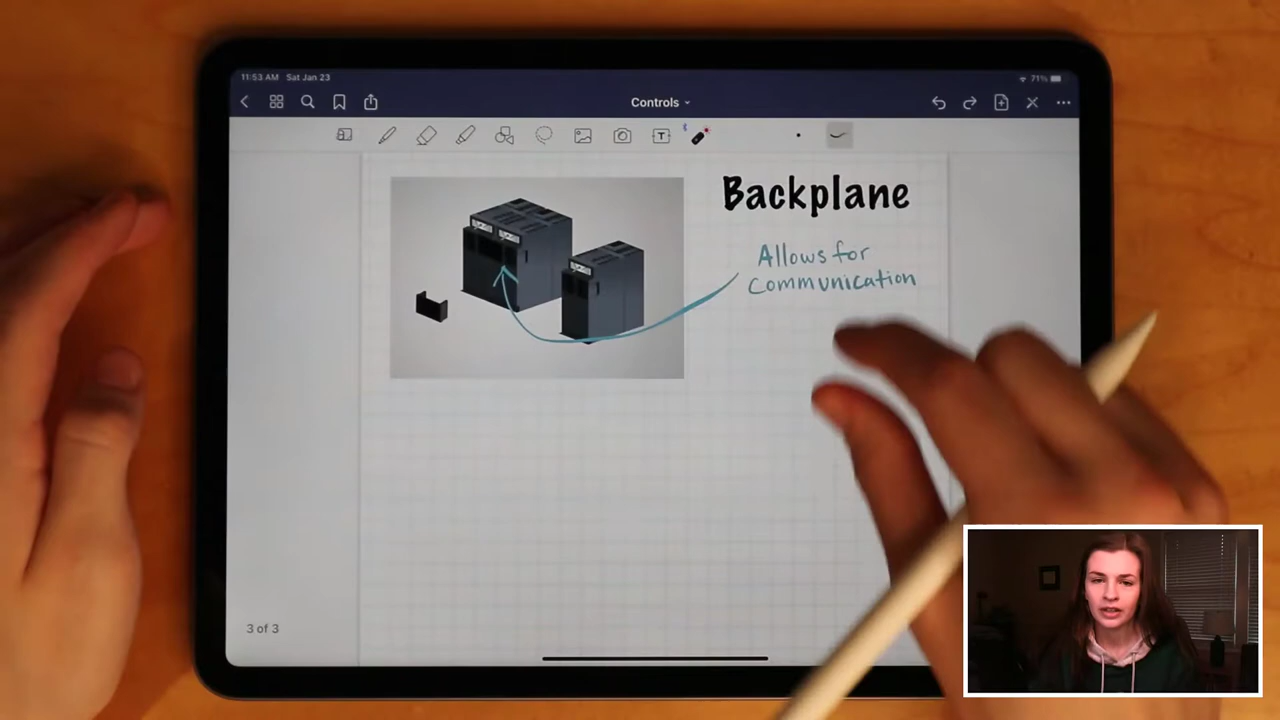 11:53 AM Sat Jan 23
71%
Controls
T
Backplane
Allows for
Communication
3 of 3